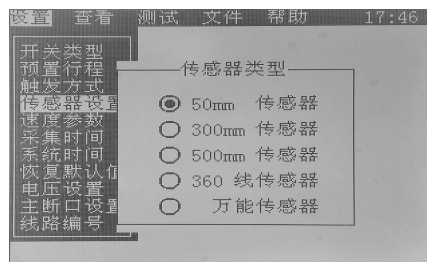 设置 查看 测试 文件 帮助 17:46
开关类型
预置行程
触发方式
传感器设置
速度参数
采集时间
系统时间
恢复默认值
电压设置
主断口设置
线路编号
传感器类型
50mm 传感器
300mm 传感器
500mm 传感器
360 线传感器
万能传感器